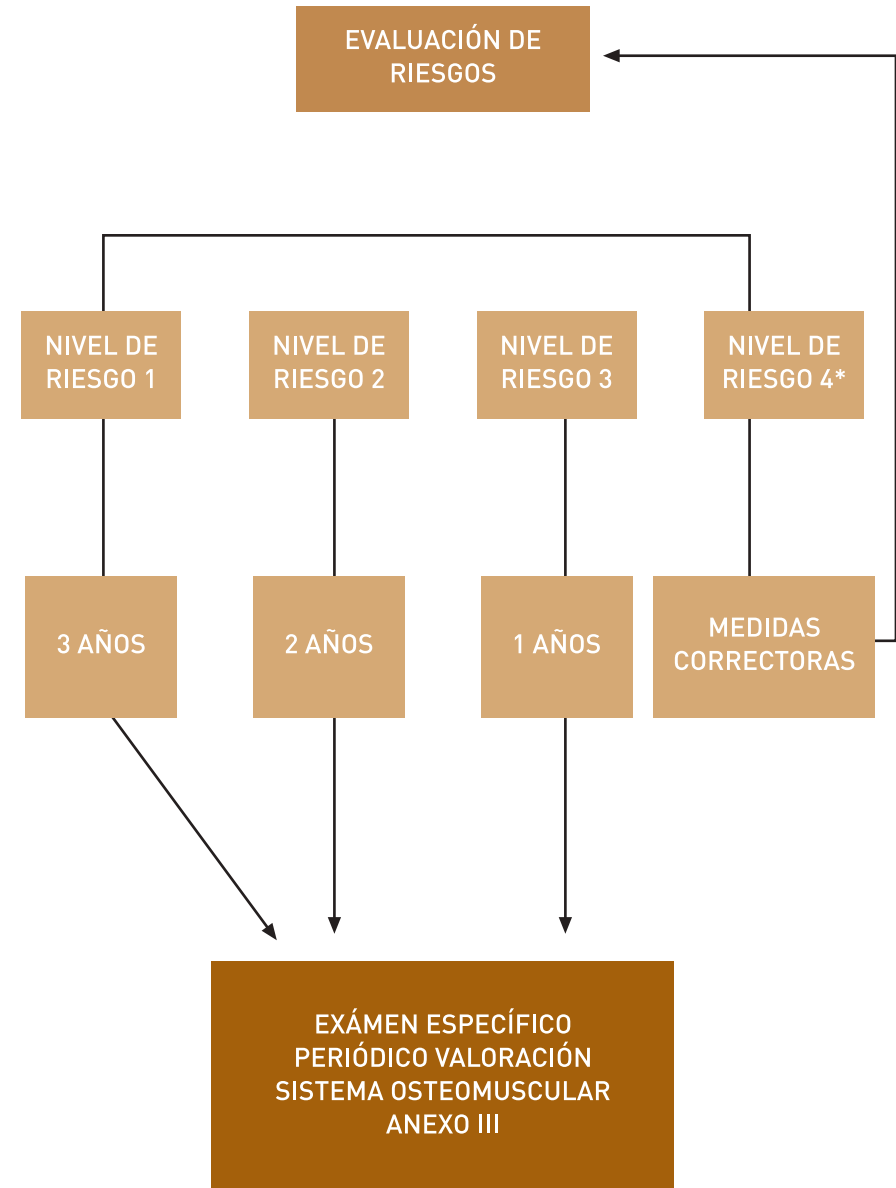 EVALUACIÓN DE
RIESGOS
NIVEL DE
RIESGO 1
NIVEL DE
RIESGO 2
NIVEL DE
RIESGO 3
NIVEL DE
RIESGO 4*
3 AÑOS
2 AÑOS
1 AÑOS
MEDIDAS
CORRECTORAS
EXÁMEN ESPECÍFICO
PERIÓDICO VALORACIÓN
SISTEMA OSTEOMUSCULAR
ANEXO III